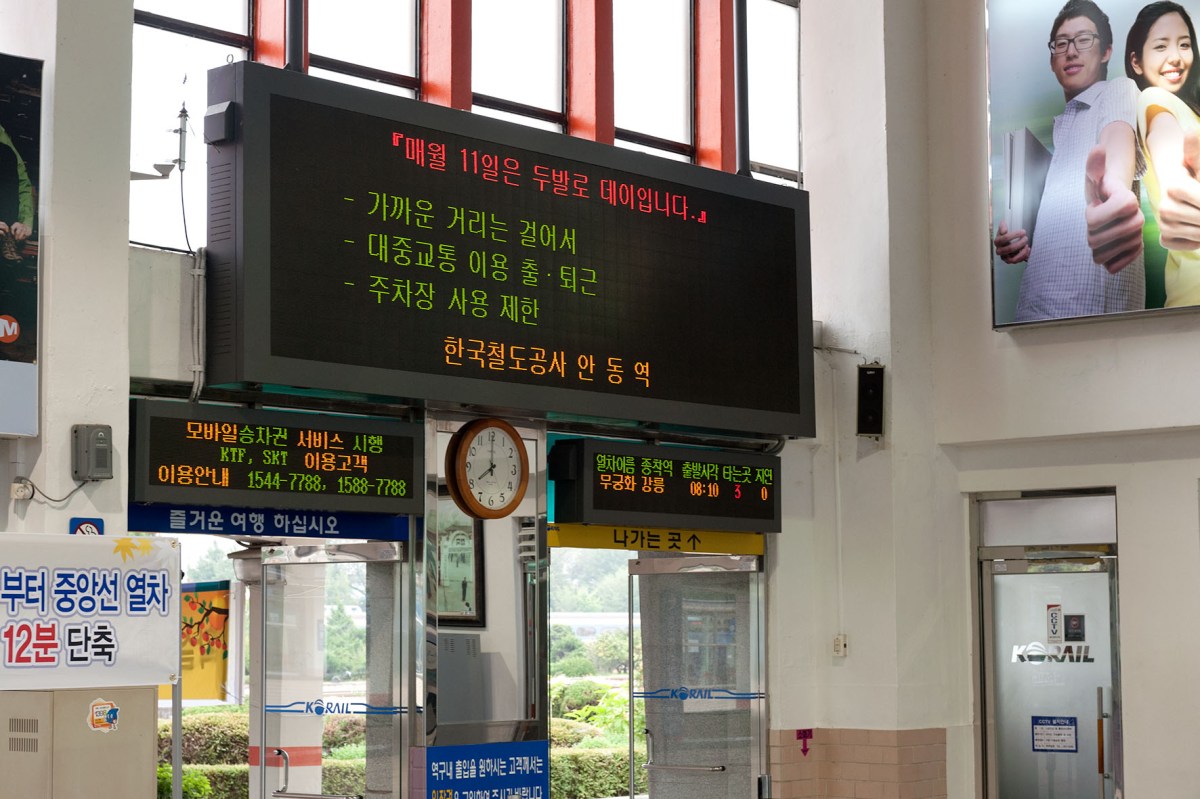 『매월 11일은 두발로 데이입니다.』
- 가까운 거리는 걸어서
- 대중교통 이용 출·퇴근
- 주차장 사용 제한
한국철도공사 안 동 역
모바일승차권 서비스 시행
KTF, SKT 이용고객
이용안내 1544-7788, 1588-7788
열차이름 종착역 출발시각 타는곳 지연
무궁화 강릉 08:10 3 0
즐거운 여행 하십시오
나가는 곳 ↑
부터 중앙선 열차
12분 단축
KORAIL
KORAIL
KORAIL
CCTV
역구내 출입을 원하시는 고객께서는
M